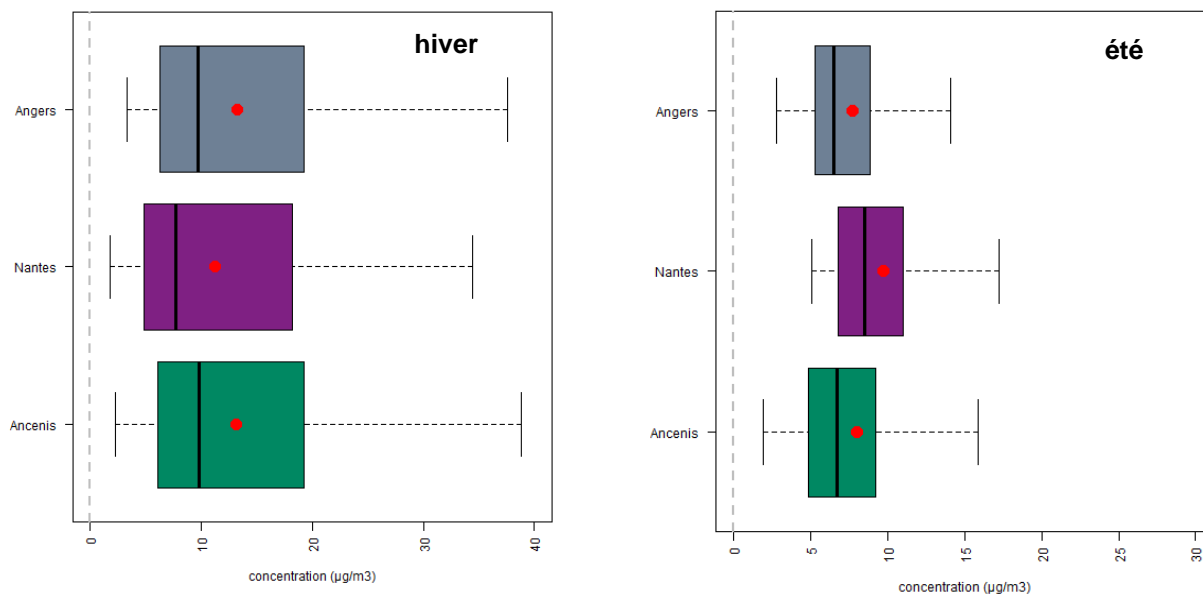 hiver
Angers
Nantes
Ancenis
0 10 20 30 40
concentration (µg/m3)
été
Angers
Nantes
Ancenis
0 5 10 15 20 25 30
concentration (µg/m3)